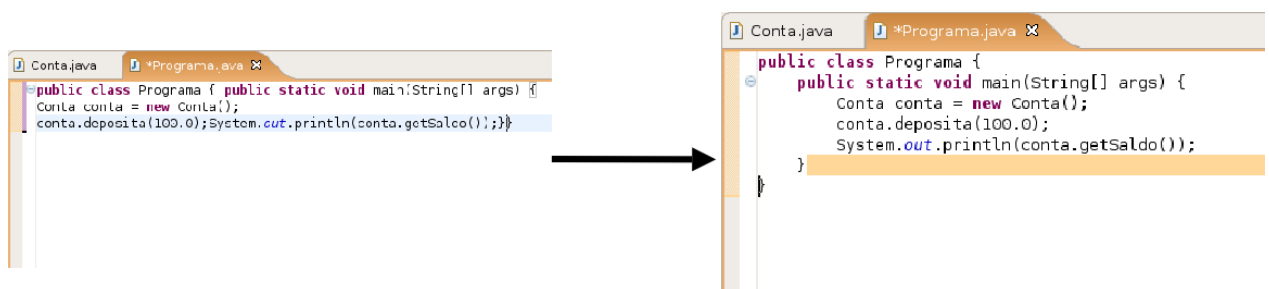 Conta.java *Programa.java
public class Programa { public static void main(String[] args) {
Conta conta = new Conta();
conta.deposita(100.0);System.out.println(conta.getSaldo());}}
Conta.java *Programa.java
public class Programa {
public static void main(String[] args) {
Conta conta = new Conta();
conta.deposita(100.0);
System.out.println(conta.getSaldo());
}
}